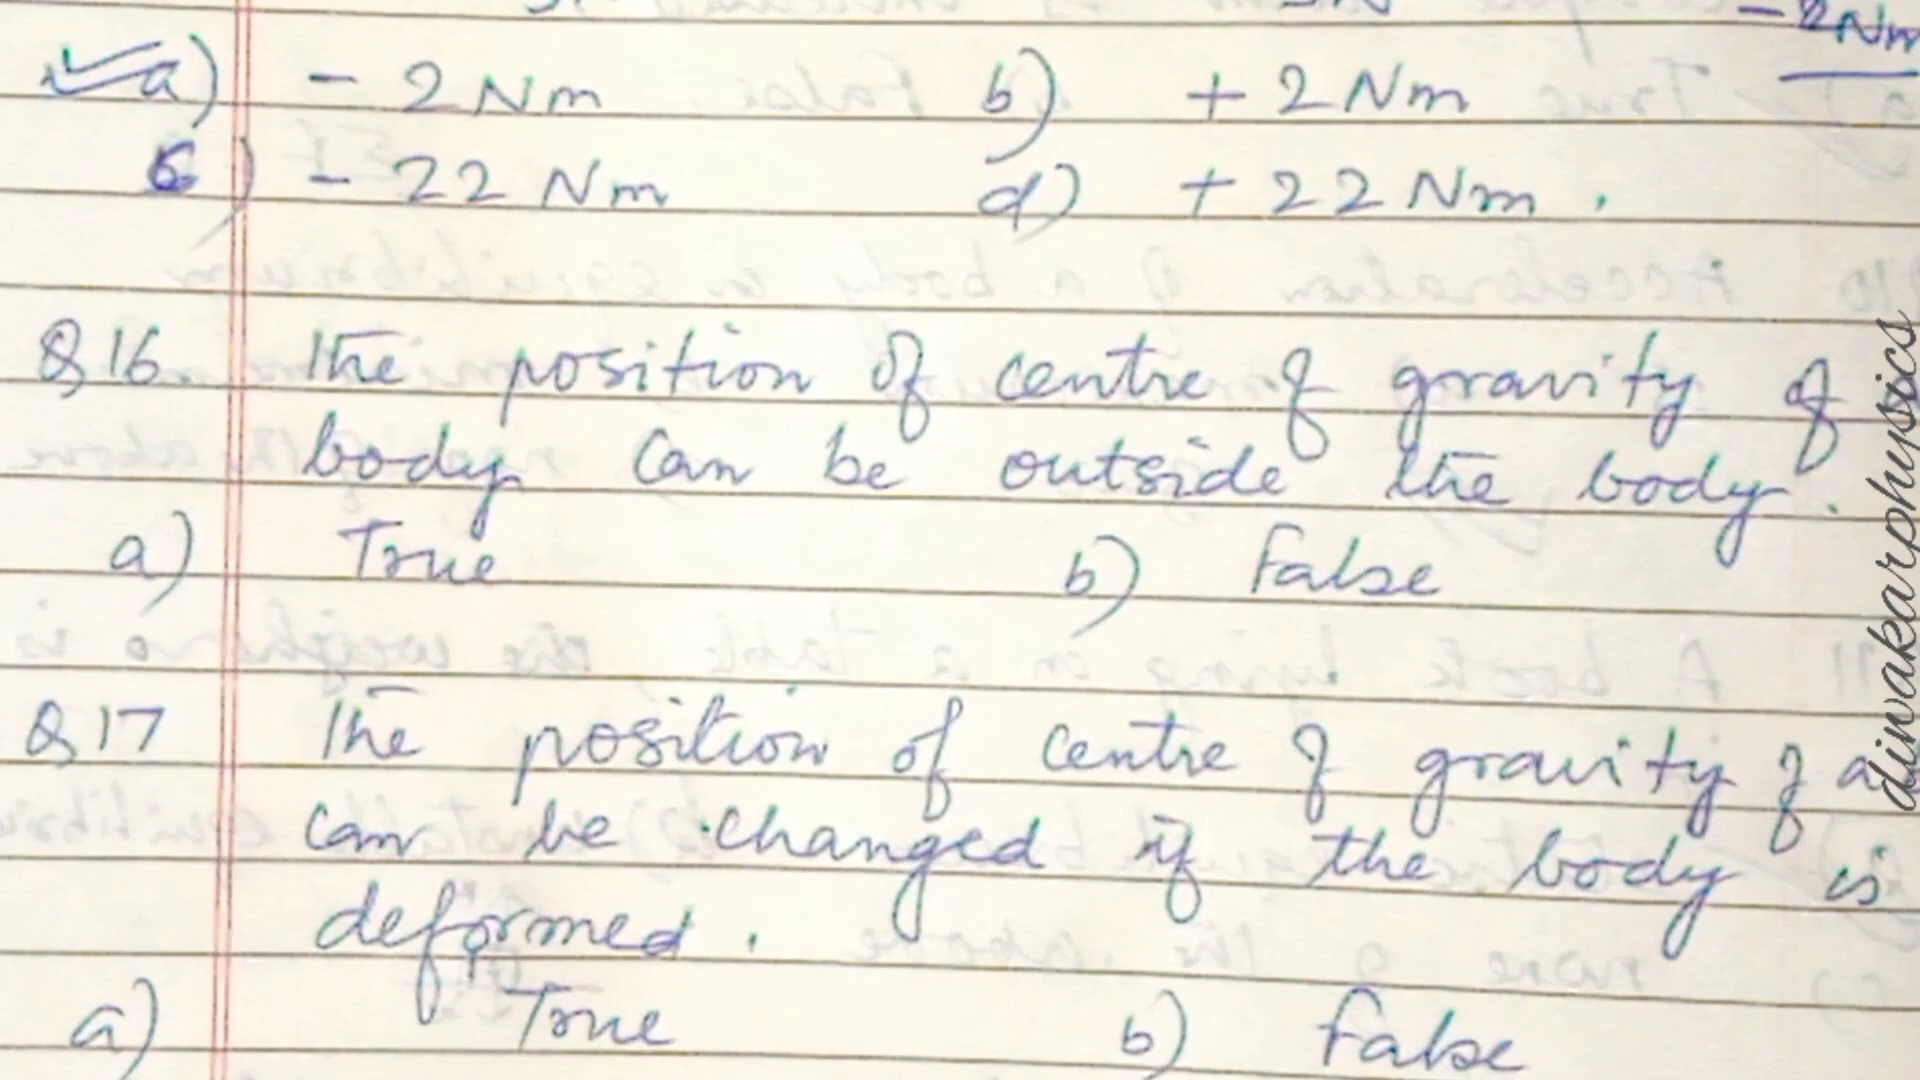 - 2Nm
a) - 2 Nm b) + 2 Nm
c) - 22 Nm d) + 22 Nm.
Q16. The position of centre of gravity of
body can be outside the body.
a) True b) False
Q17 The position of centre of gravity of a
can be changed if the body is
deformed.
a) True b) False
diwakarphysics